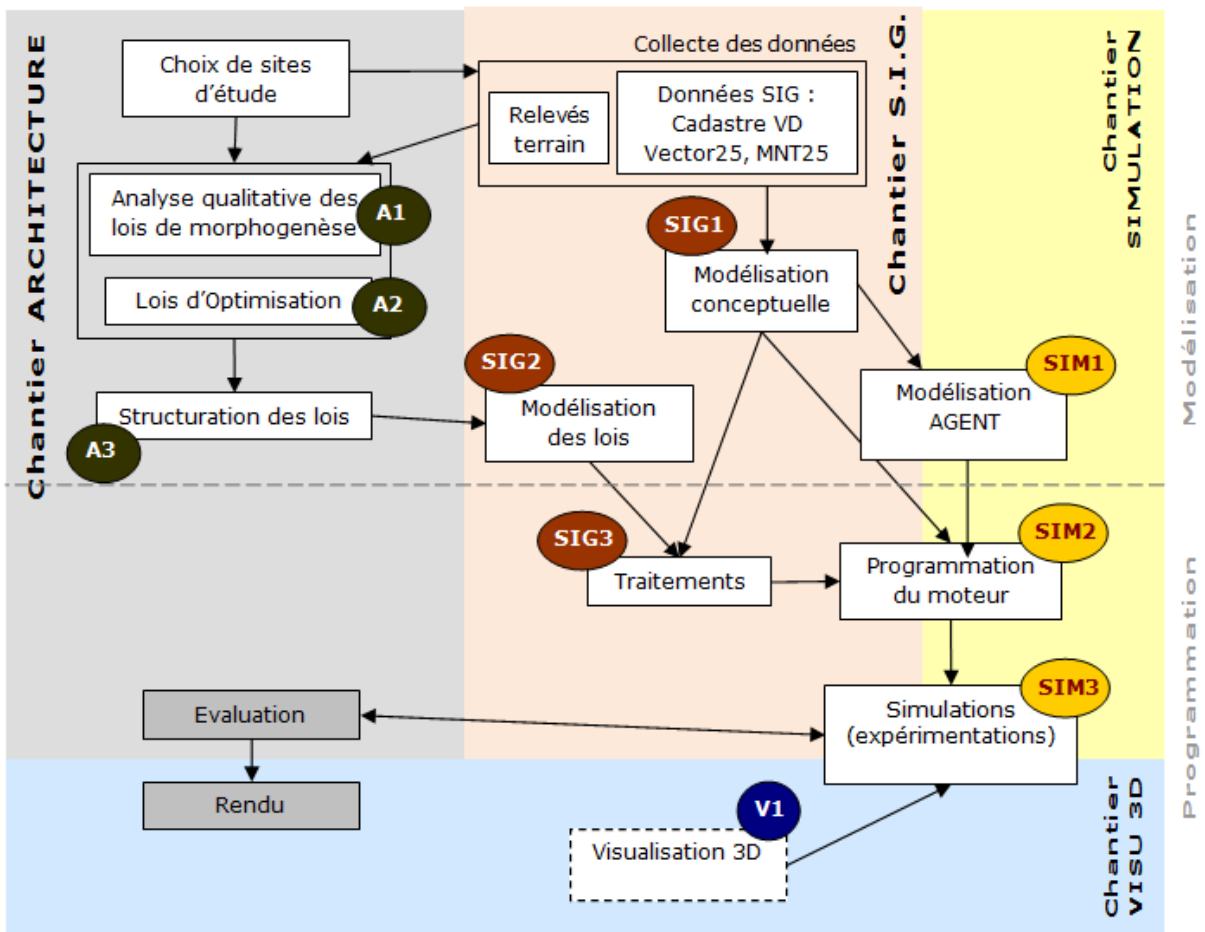 Chantier ARCHITECTURE
Choix de sites
d'étude
Collecte des données
Relevés
terrain
Données SIG :
Cadastre VD
Vector25, MNT25
Chantier S.I.G.
Chantier
SIMULATION
Modélisation
Analyse qualitative des
lois de morphogenèse
A1
Lois d'Optimisation
A2
SIG1
Modélisation
conceptuelle
Structuration des lois
A3
SIG2
Modélisation
des lois
SIM1
Modélisation
AGENT
SIG3
Traitements
SIM2
Programmation
du moteur
Programmation
Evaluation
SIM3
Simulations
(expérimentations)
Rendu
V1
Visualisation 3D
Chantier
VISU 3D